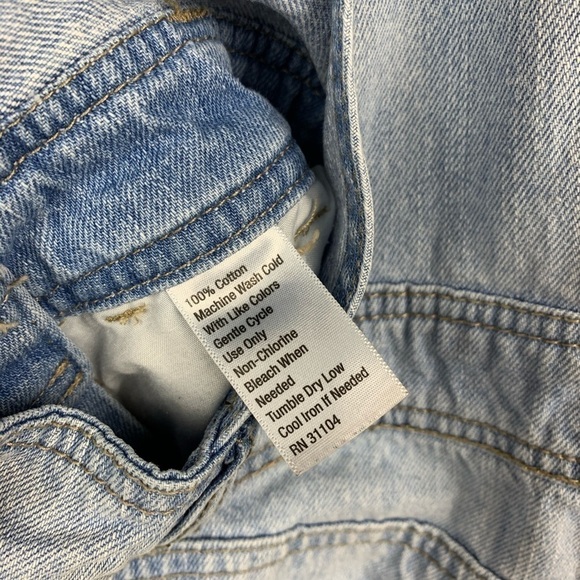 100% Cotton
Machine Wash Cold
With Like Colors
Gentle Cycle
Use Only
Non-Chlorine
Bleach When
Needed
Tumble Dry Low
Cool Iron If Needed
RN 31104